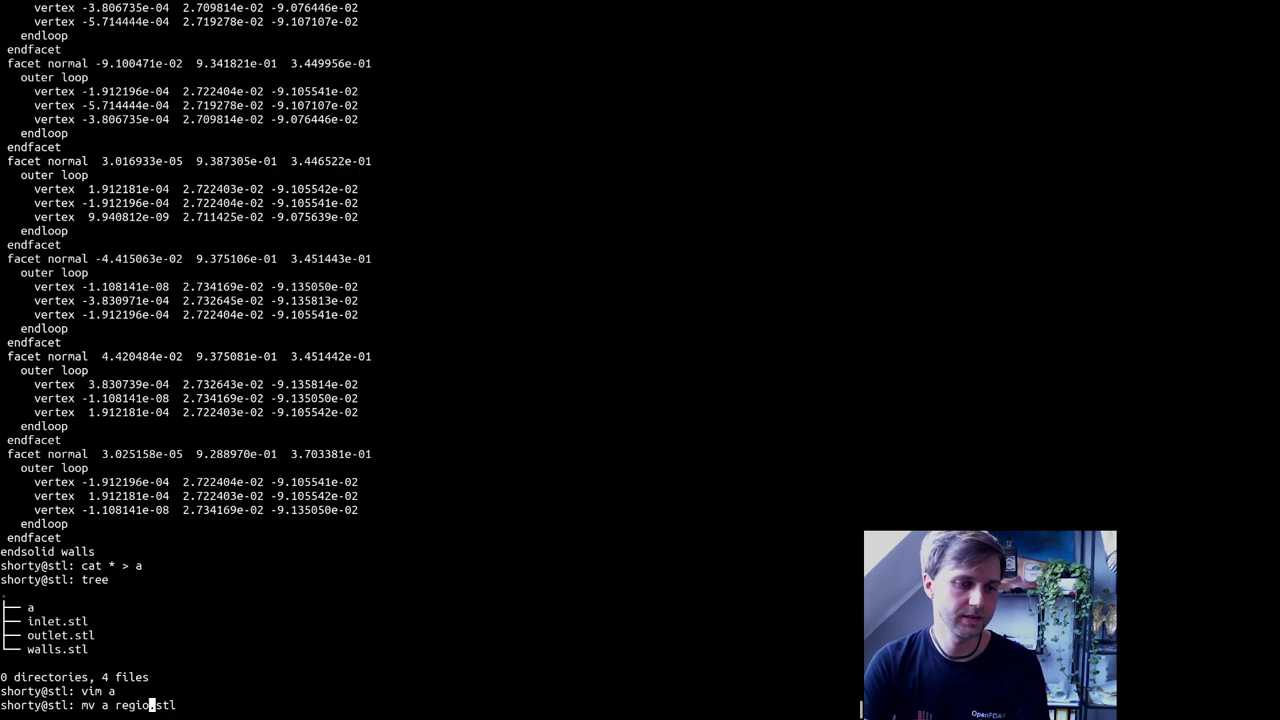 vertex -3.806735e-04  2.709814e-02 -9.076446e-02
vertex -5.714444e-04  2.719278e-02 -9.107107e-02
endloop
endfacet
facet normal -9.100471e-02  9.341821e-01  3.449956e-01
outer loop
vertex -1.912196e-04  2.722404e-02 -9.105541e-02
vertex -5.714444e-04  2.719278e-02 -9.107107e-02
vertex -3.806735e-04  2.709814e-02 -9.076446e-02
endloop
endfacet
facet normal  3.016933e-05  9.387305e-01  3.446522e-01
outer loop
vertex  1.912181e-04  2.722403e-02 -9.105542e-02
vertex -1.912196e-04  2.722404e-02 -9.105541e-02
vertex  9.940812e-09  2.711425e-02 -9.075639e-02
endloop
endfacet
facet normal -4.415063e-02  9.375106e-01  3.451443e-01
outer loop
vertex -1.108141e-08  2.734169e-02 -9.135050e-02
vertex -3.830971e-04  2.732645e-02 -9.135813e-02
vertex -1.912196e-04  2.722404e-02 -9.105541e-02
endloop
endfacet
facet normal  4.420484e-02  9.375081e-01  3.451442e-01
outer loop
vertex  3.830739e-04  2.732643e-02 -9.135814e-02
vertex -1.108141e-08  2.734169e-02 -9.135050e-02
vertex  1.912181e-04  2.722403e-02 -9.105542e-02
endloop
endfacet
facet normal  3.025158e-05  9.288970e-01  3.703381e-01
outer loop
vertex -1.912196e-04  2.722404e-02 -9.105541e-02
vertex  1.912181e-04  2.722403e-02 -9.105542e-02
vertex -1.108141e-08  2.734169e-02 -9.135050e-02
endloop
endfacet
endsolid walls
shorty@stl: cat * > a
shorty@stl: tree
.
├── a
├── inlet.stl
├── outlet.stl
└── walls.stl
0 directories, 4 files
shorty@stl: vim a
shorty@stl: mv a regio.stl
OpenFOA